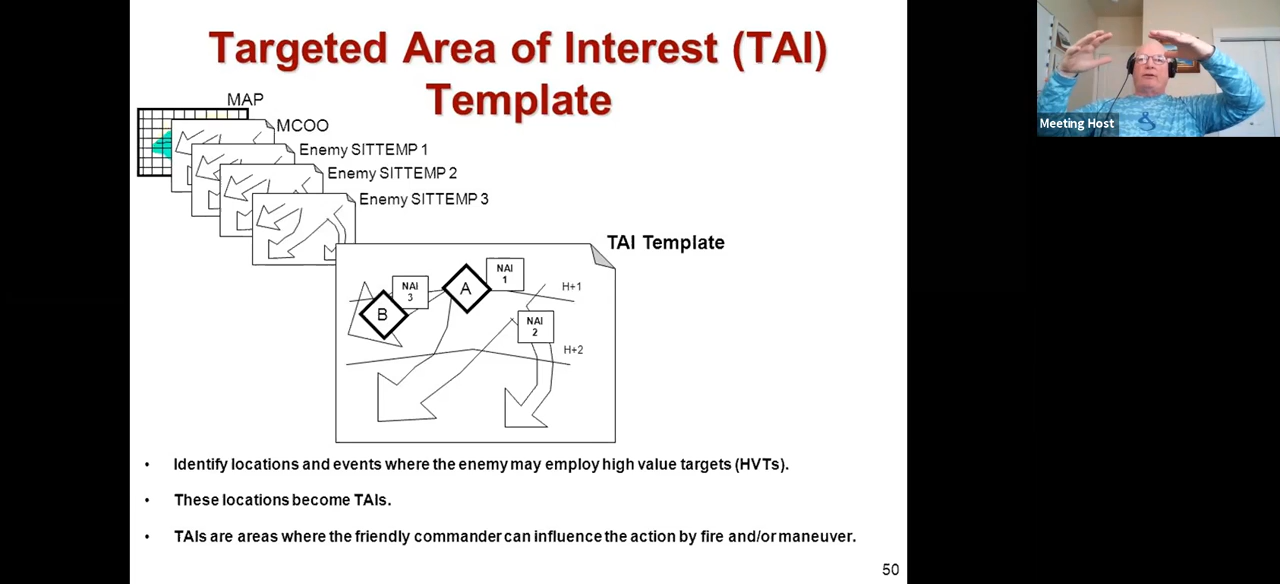 Targeted Area of Interest (TAI)
Template
MAP
MCOO
Enemy SITTEMP 1
Enemy SITTEMP 2
Enemy SITTEMP 3
TAI Template
NAI
1
NAI
3
A
B
H+1
NAI
2
H+2
• Identify locations and events where the enemy may employ high value targets (HVTs).
• These locations become TAIs.
• TAIs are areas where the friendly commander can influence the action by fire and/or maneuver.
50
Meeting Host